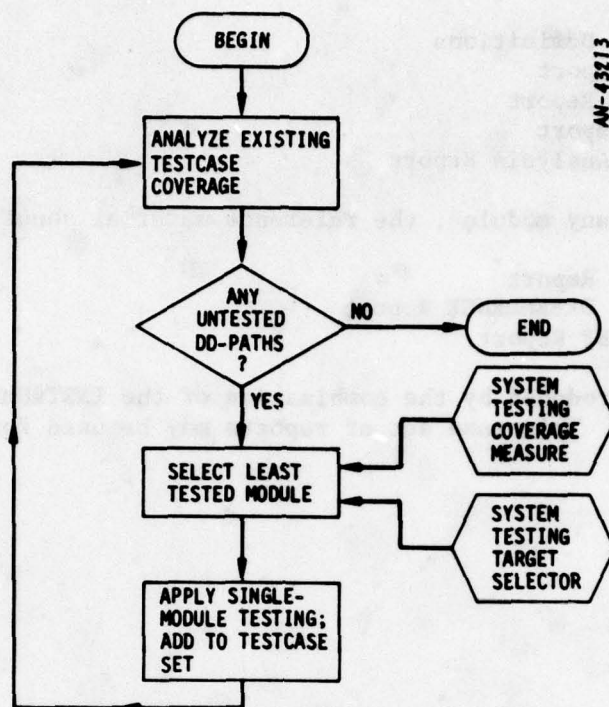 BEGIN
AN-43213
ANALYZE EXISTING
TESTCASE
COVERAGE
ANY
UNTESTED
DD-PATHS
?
NO
END
YES
SYSTEM
TESTING
COVERAGE
MEASURE
SELECT LEAST
TESTED MODULE
SYSTEM
TESTING
TARGET
SELECTOR
APPLY SINGLE-
MODULE TESTING;
ADD TO TESTCASE
SET